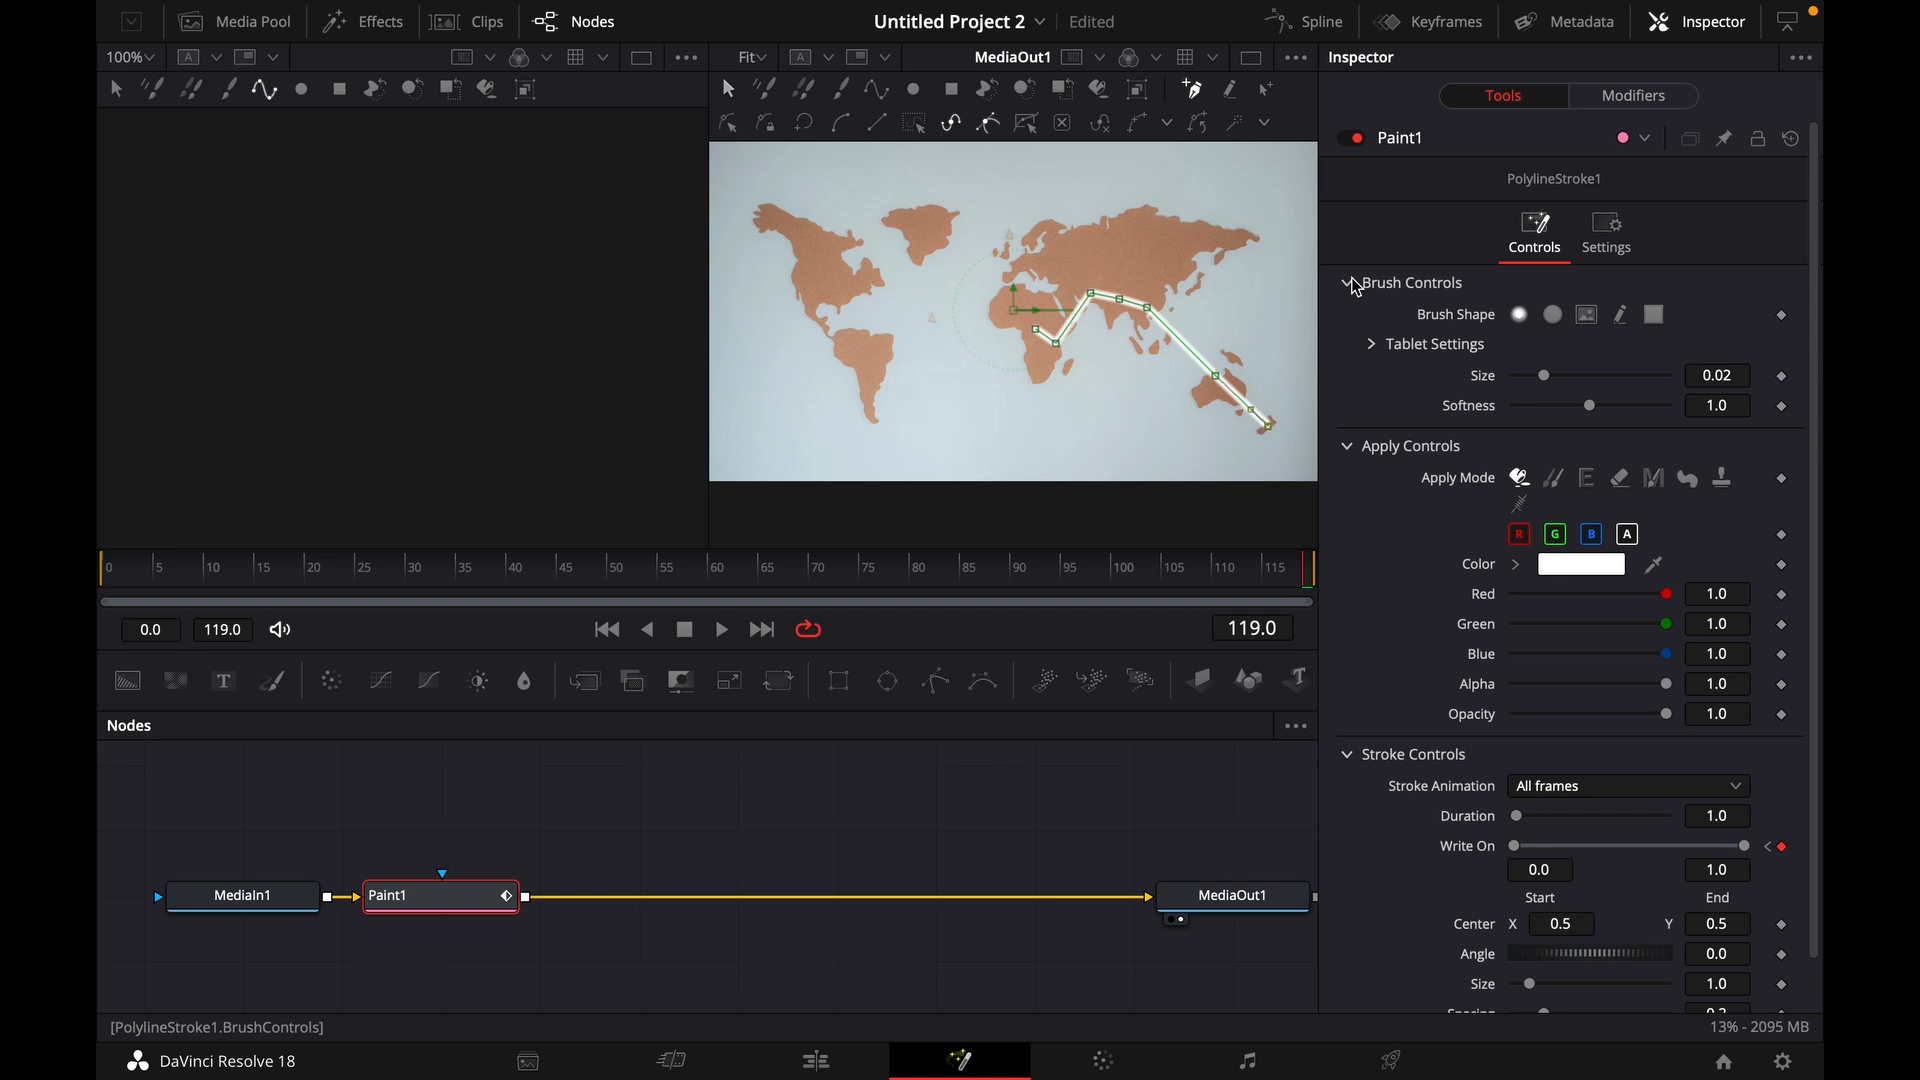 Media Pool
Effects
Clips
Nodes
Untitled Project 2
Edited
Spline
Keyframes
Metadata
Inspector
100%
Fit
MediaOut1
Inspector
Tools
Modifiers
Paint1
PolylineStroke1
Controls
Settings
Brush Controls
Brush Shape
Tablet Settings
Size 0.02
Softness 1.0
Apply Controls
Apply Mode
R G B A
Color
Red 1.0
Green 1.0
Blue 1.0
Alpha 1.0
Opacity 1.0
Stroke Controls
Stroke Animation All frames
Duration 1.0
Write On
0.0 1.0
Start End
Center X 0.5 Y 0.5
Angle 0.0
Size 1.0
0 5 10 15 20 25 30 35 40 45 50 55 60 65 70 75 80 85 90 95 100 105 110 115
0.0 119.0 119.0
T
Nodes
MediaIn1
Paint1
MediaOut1
[PolylineStroke1.BrushControls]
13% - 2095 MB
DaVinci Resolve 18